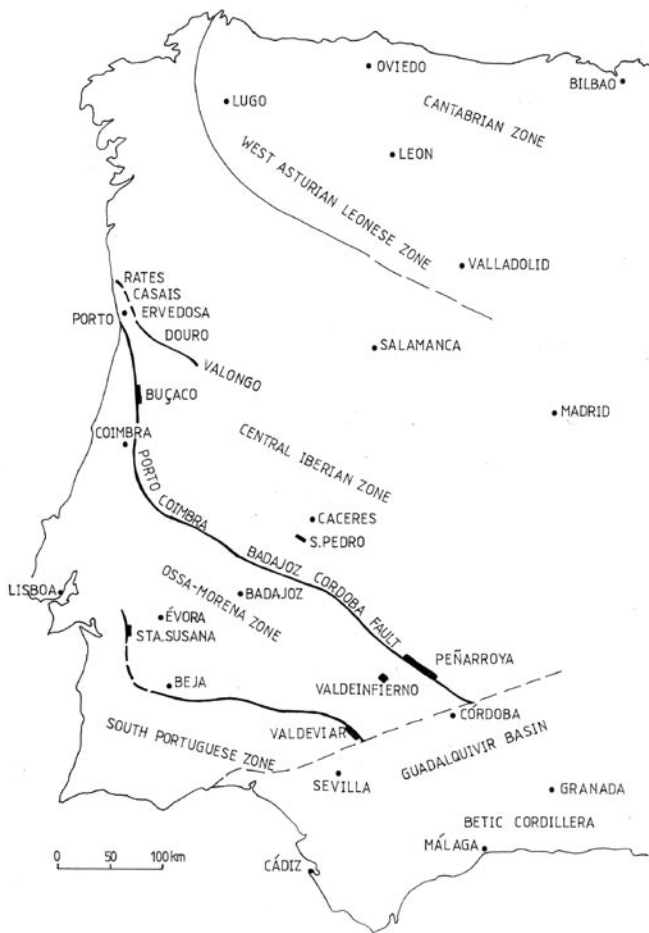 OVIEDO
BILBAO
LUGO
CANTABRIAN ZONE
LEON
WEST ASTURIAN LEONESE ZONE
VALLADOLID
RATES
CASAIS
ERVEDOSA
PORTO
DOURO
SALAMANCA
VALONGO
BUÇACO
MADRID
COIMBRA
CENTRAL IBERIAN ZONE
PORTO COIMBRA BADAJOZ CORDOBA FAULT
CACERES
S.PEDRO
OSSA-MORENA ZONE
LISBOA
BADAJOZ
ÉVORA
STA.SUSANA
PEÑARROYA
BEJA
VALDEINFIERNO
CORDOBA
VALDEVIAR
SOUTH PORTUGUESE ZONE
GUADALQUIVIR BASIN
SEVILLA
GRANADA
BETIC CORDILLERA
MÁLAGA
0 100km
CÁDIZ